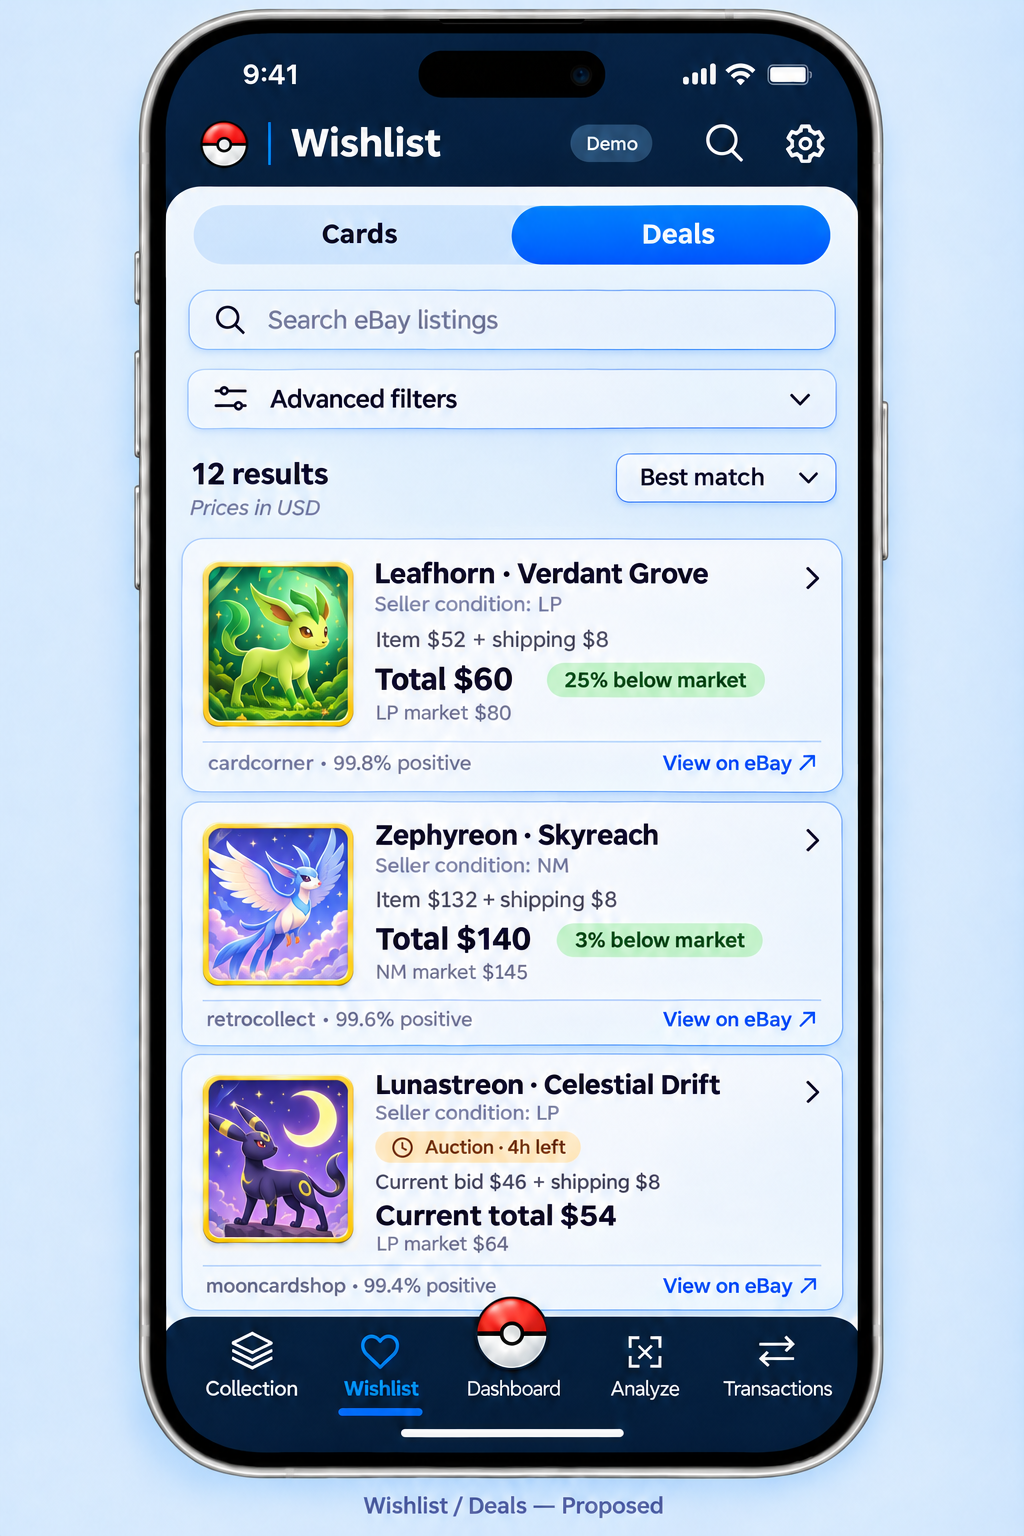 9:41
Wishlist
Demo
Cards
Deals
Search eBay listings
Advanced filters
12 results
Best match
Prices in USD
Leafhorn · Verdant Grove
Seller condition: LP
Item $52 + shipping $8
Total $60
25% below market
LP market $80
cardcorner • 99.8% positive
View on eBay
Zephyreon · Skyreach
Seller condition: NM
Item $132 + shipping $8
Total $140
3% below market
NM market $145
retrocollect • 99.6% positive
View on eBay
Lunastreon · Celestial Drift
Seller condition: LP
Auction · 4h left
Current bid $46 + shipping $8
Current total $54
LP market $64
mooncardshop • 99.4% positive
View on eBay
Collection
Wishlist
Dashboard
Analyze
Transactions
Wishlist / Deals — Proposed